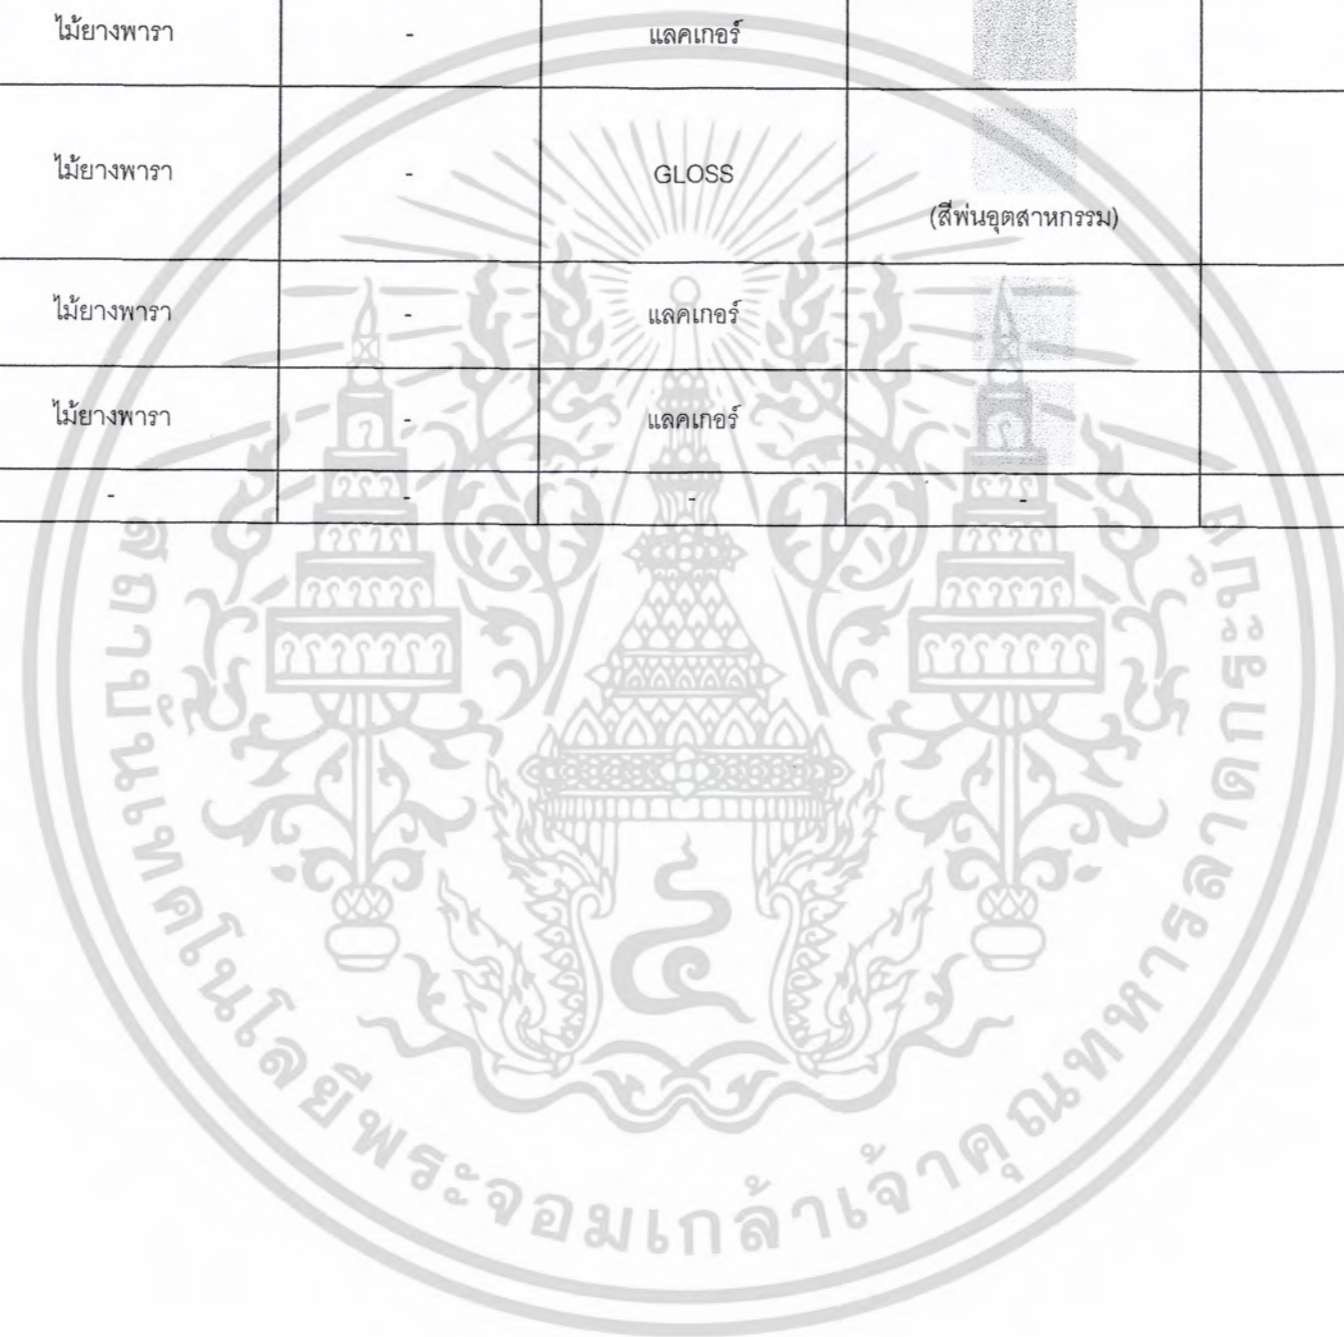 ไม้ยางพารา - แลคเกอร์
ไม้ยางพารา - GLOSS
(สีพ่นอุตสาหกรรม)
ไม้ยางพารา - แลคเกอร์
ไม้ยางพารา - แลคเกอร์
- - - -
สถาบันเทคโนโลยีพระจอมเกล้าเจ้าคุณทหารลาดกระบัง